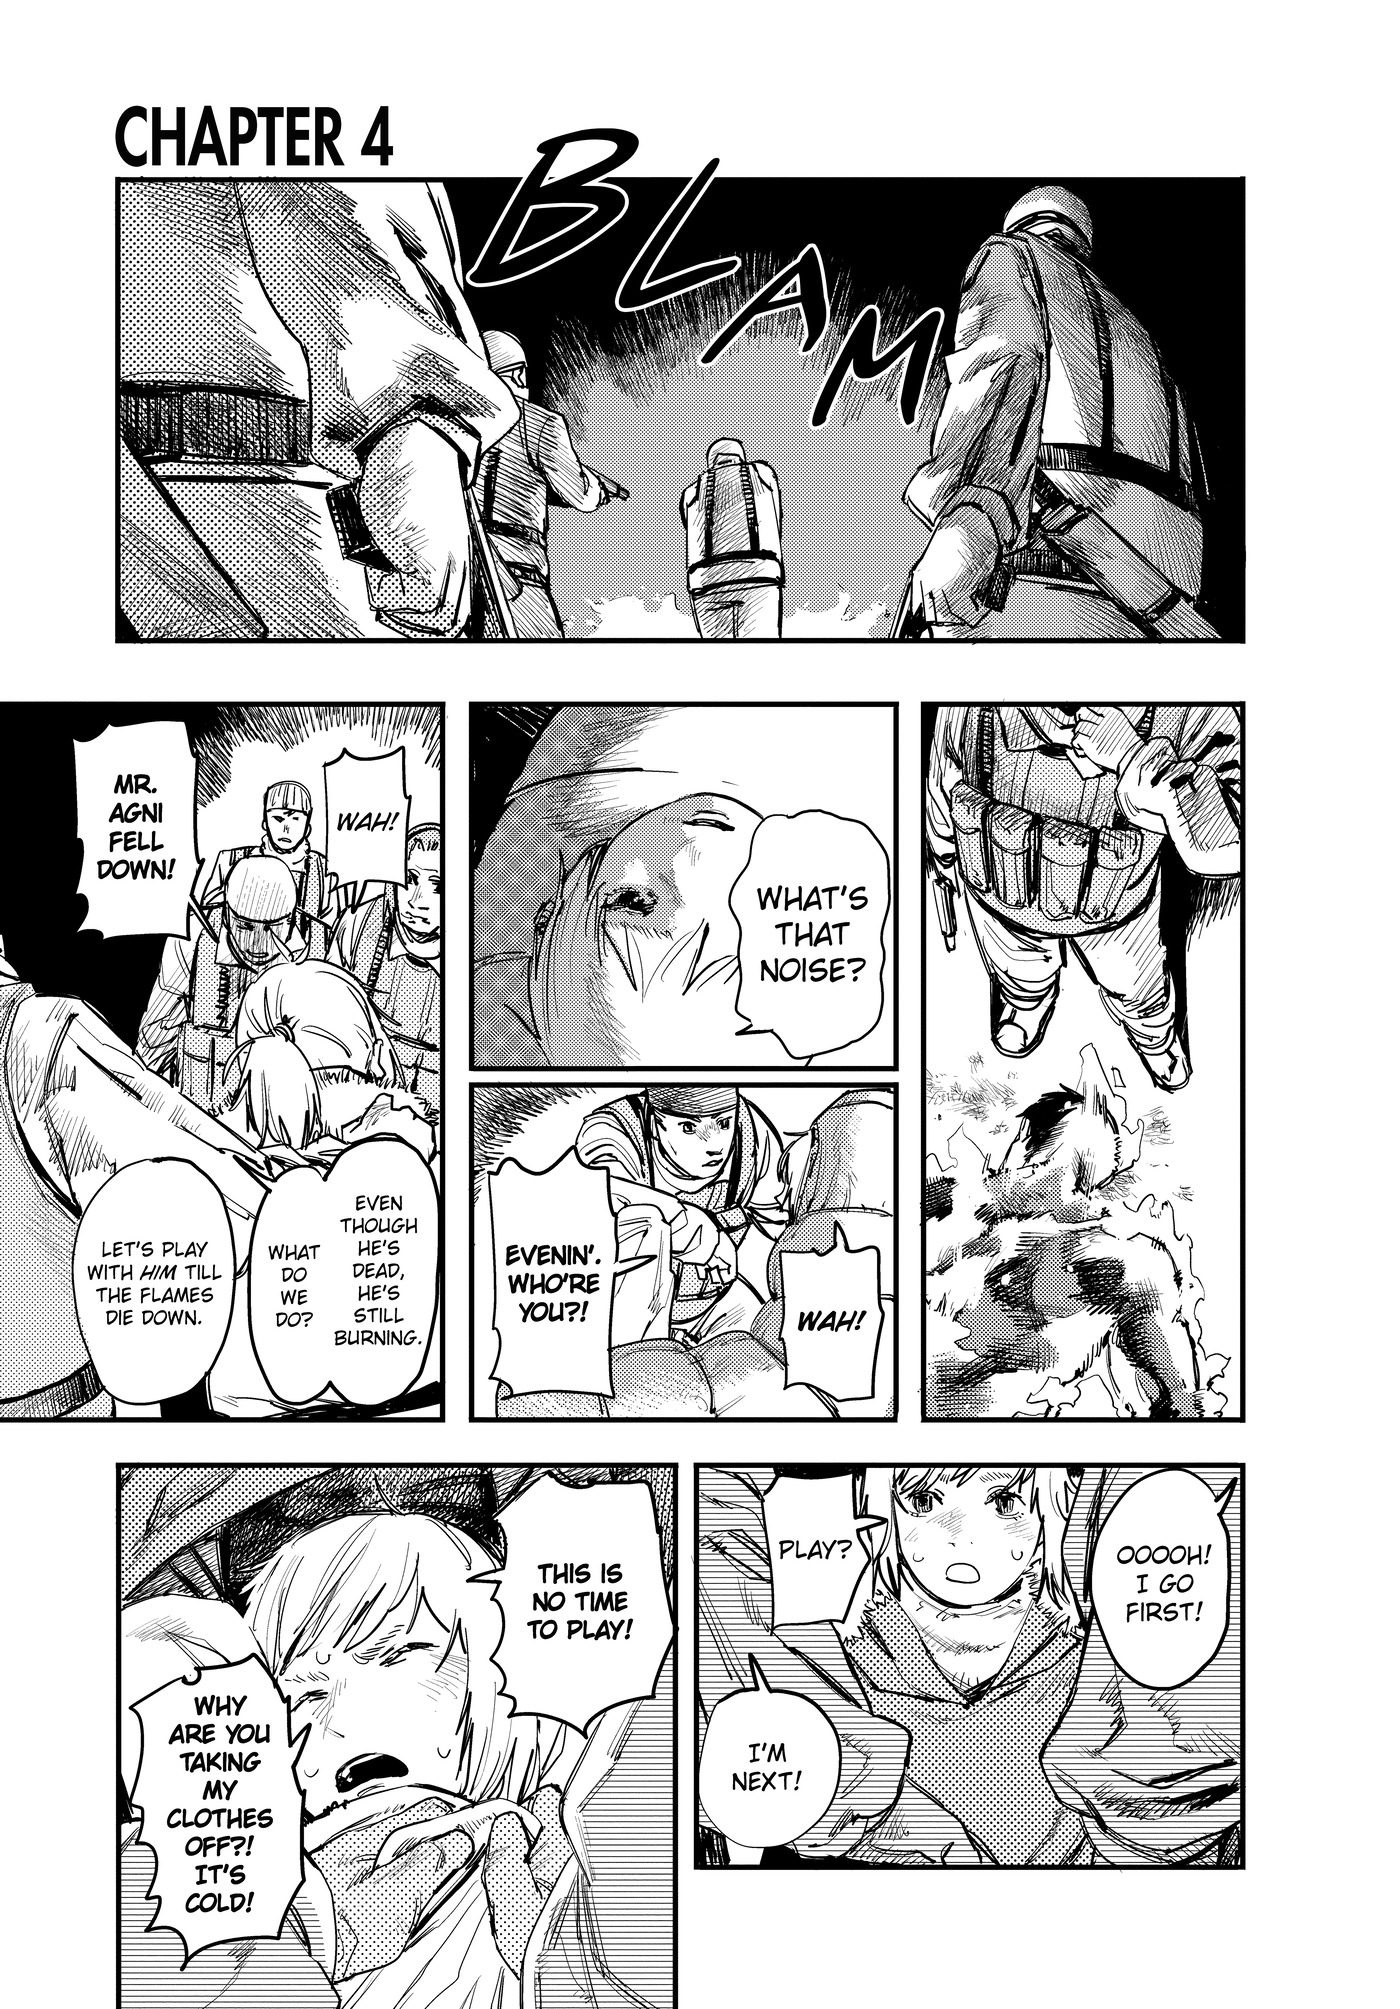 CHAPTER 4
BLAM
WHAT'S
THAT
NOISE?
WAH!
EVENIN'.
WHO'RE
YOU?!
WAH!
MR.
AGNI
FELL
DOWN!
EVEN
THOUGH
HE'S
DEAD,
HE'S
STILL
BURNING.
WHAT
DO
WE
DO?
LET'S PLAY
WITH HIM TILL
THE FLAMES
DIE DOWN.
OOOOH!
I GO
FIRST!
PLAY?
I'M
NEXT!
THIS IS
NO TIME
TO PLAY!
WHY
ARE YOU
TAKING
MY
CLOTHES
OFF?!
IT'S
COLD!